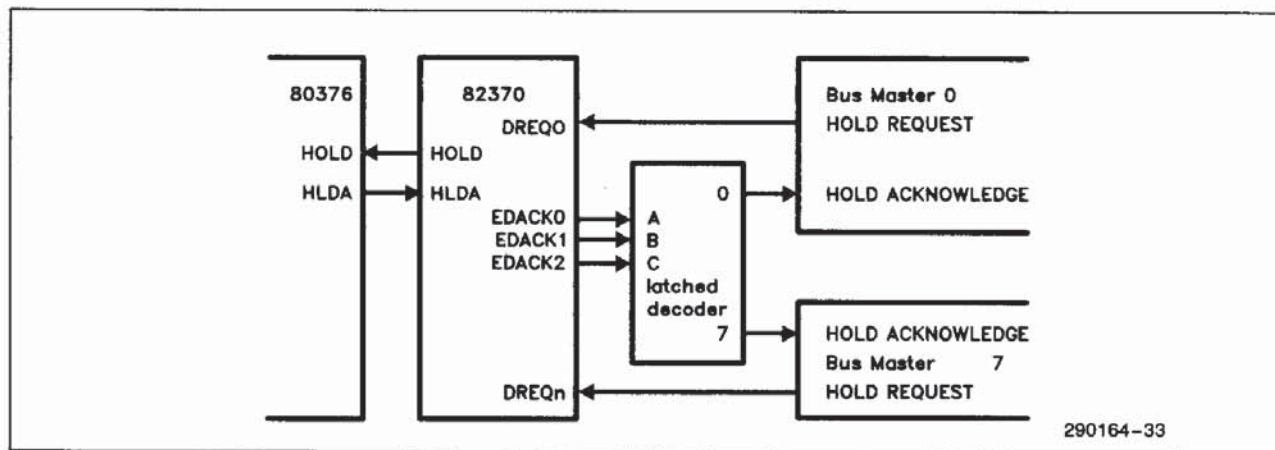 80376
HOLD
HLDA
82370
DREQ0
HOLD
HLDA
EDACK0
EDACK1
EDACK2
DREQn
0
A
B
C
latched
decoder
7
Bus Master 0
HOLD REQUEST
HOLD ACKNOWLEDGE
HOLD ACKNOWLEDGE
Bus Master 7
HOLD REQUEST
290164-33